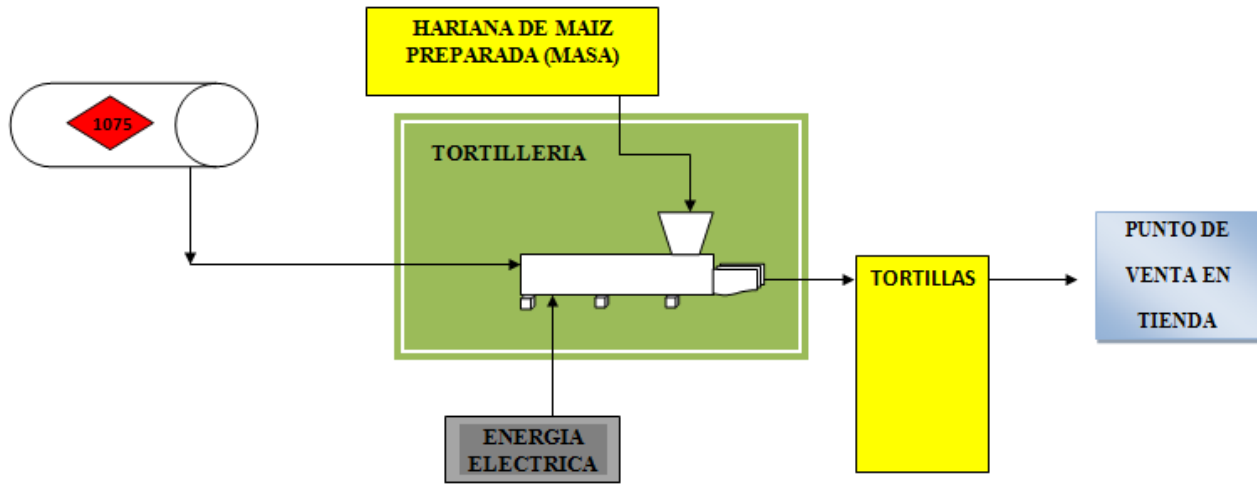 HARIANA DE MAIZ
PREPARADA (MASA)
1075
TORTILLERIA
PUNTO DE
VENTA EN
TIENDA
TORTILLAS
ENERGIA
ELECTRICA